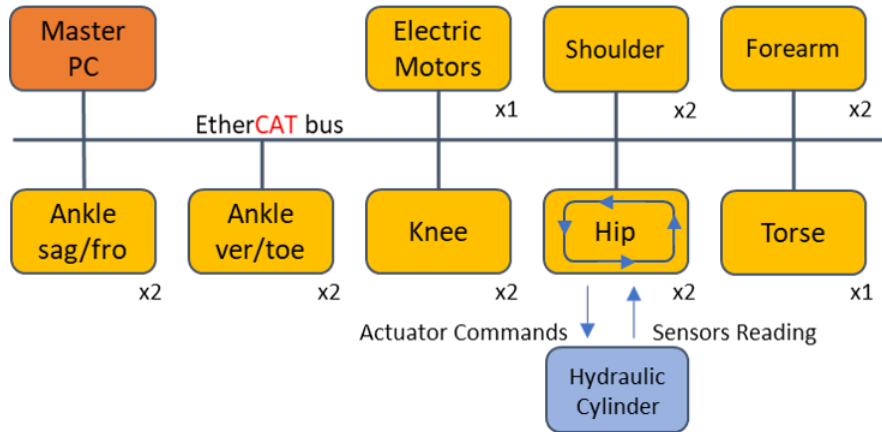 Master
PC
Electric
Motors
Shoulder
Forearm
x1
x2
x2
EtherCAT bus
Ankle
sag/fro
Ankle
ver/toe
Knee
Hip
Torse
x2
x2
x2
x2
x1
Actuator Commands
Sensors Reading
Hydraulic
Cylinder